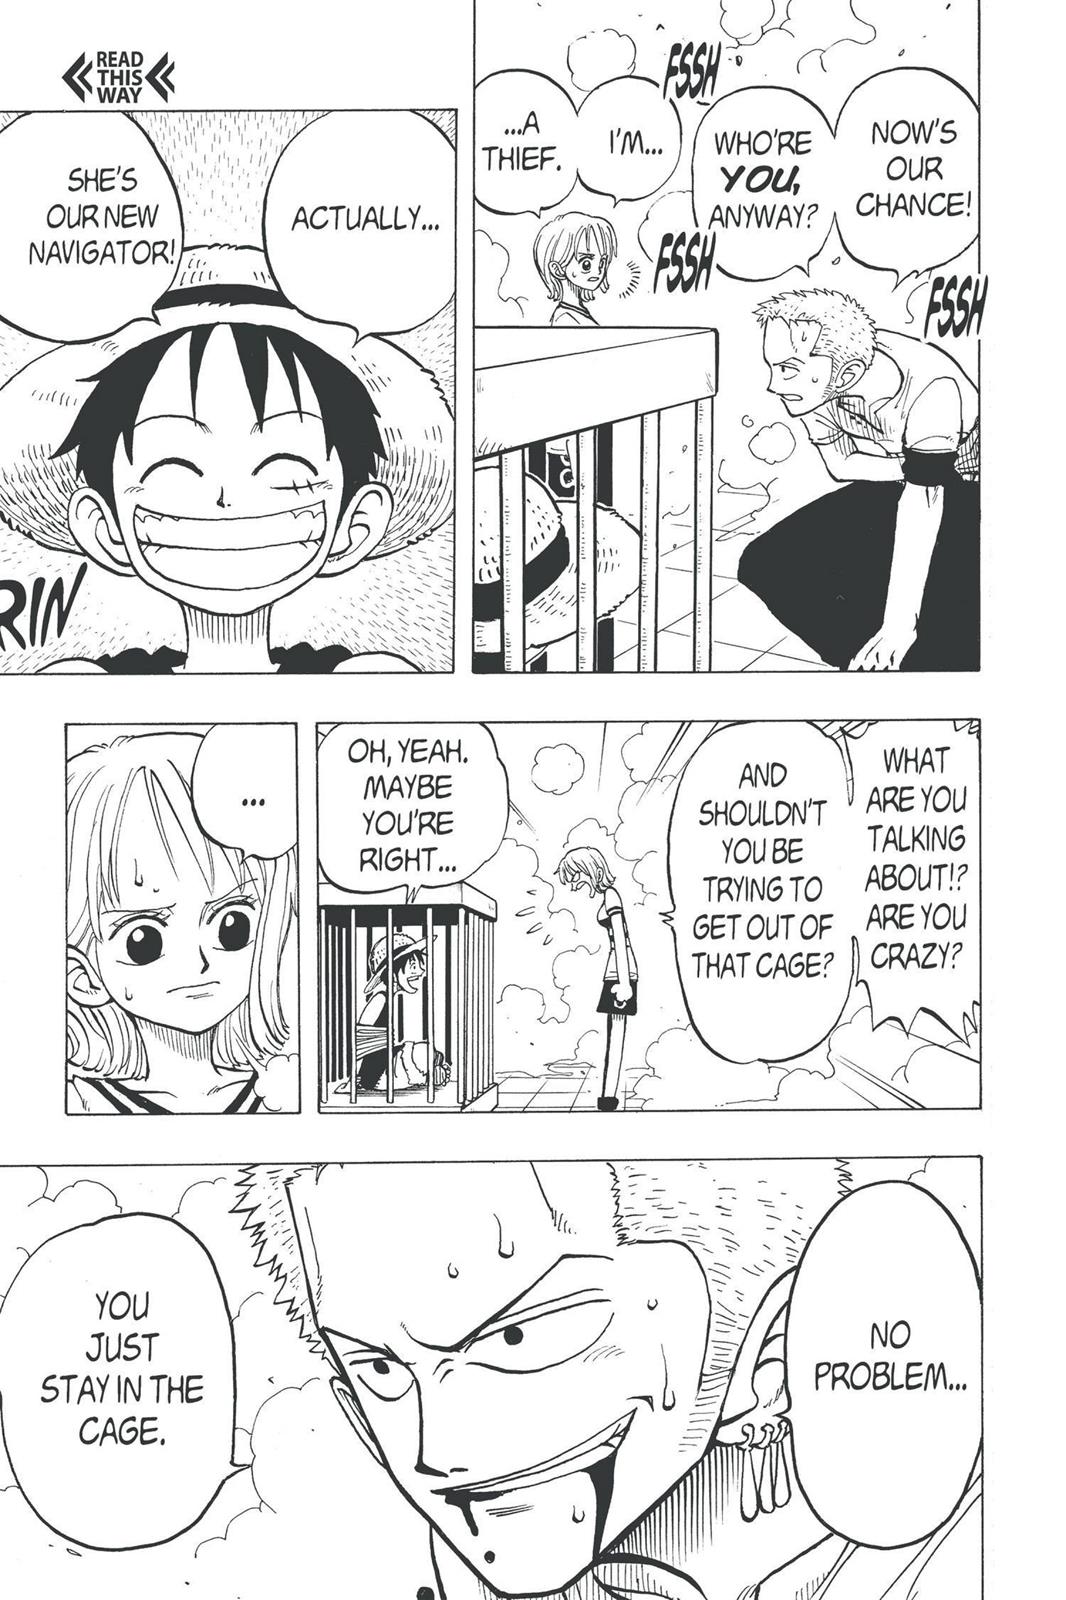 READ
THIS
WAY
FSSH
NOW'S
OUR
CHANCE!
WHO'RE
YOU,
ANYWAY?
I'M...
...A
THIEF.
FSSH
FSSH
ACTUALLY...
SHE'S
OUR NEW
NAVIGATOR!
RIN
WHAT
ARE YOU
TALKING
ABOUT!?
ARE YOU
CRAZY?
AND
SHOULDN'T
YOU BE
TRYING TO
GET OUT OF
THAT CAGE?
OH, YEAH.
MAYBE
YOU'RE
RIGHT...
...
NO
PROBLEM...
YOU
JUST
STAY IN THE
CAGE.